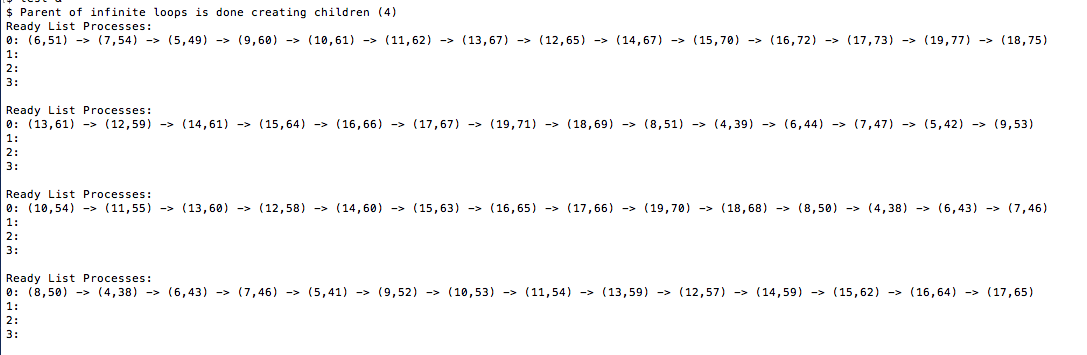 $ Parent of infinite loops is done creating children (4)
Ready List Processes:
0: (6,51) -> (7,54) -> (5,49) -> (9,60) -> (10,61) -> (11,62) -> (13,67) -> (12,65) -> (14,67) -> (15,70) -> (16,72) -> (17,73) -> (19,77) -> (18,75)
1:
2:
3:
Ready List Processes:
0: (13,61) -> (12,59) -> (14,61) -> (15,64) -> (16,66) -> (17,67) -> (19,71) -> (18,69) -> (8,51) -> (4,39) -> (6,44) -> (7,47) -> (5,42) -> (9,53)
1:
2:
3:
Ready List Processes:
0: (10,54) -> (11,55) -> (13,60) -> (12,58) -> (14,60) -> (15,63) -> (16,65) -> (17,66) -> (19,70) -> (18,68) -> (8,50) -> (4,38) -> (6,43) -> (7,46)
1:
2:
3:
Ready List Processes:
0: (8,50) -> (4,38) -> (6,43) -> (7,46) -> (5,41) -> (9,52) -> (10,53) -> (11,54) -> (13,59) -> (12,57) -> (14,59) -> (15,62) -> (16,64) -> (17,65)
1:
2:
3: